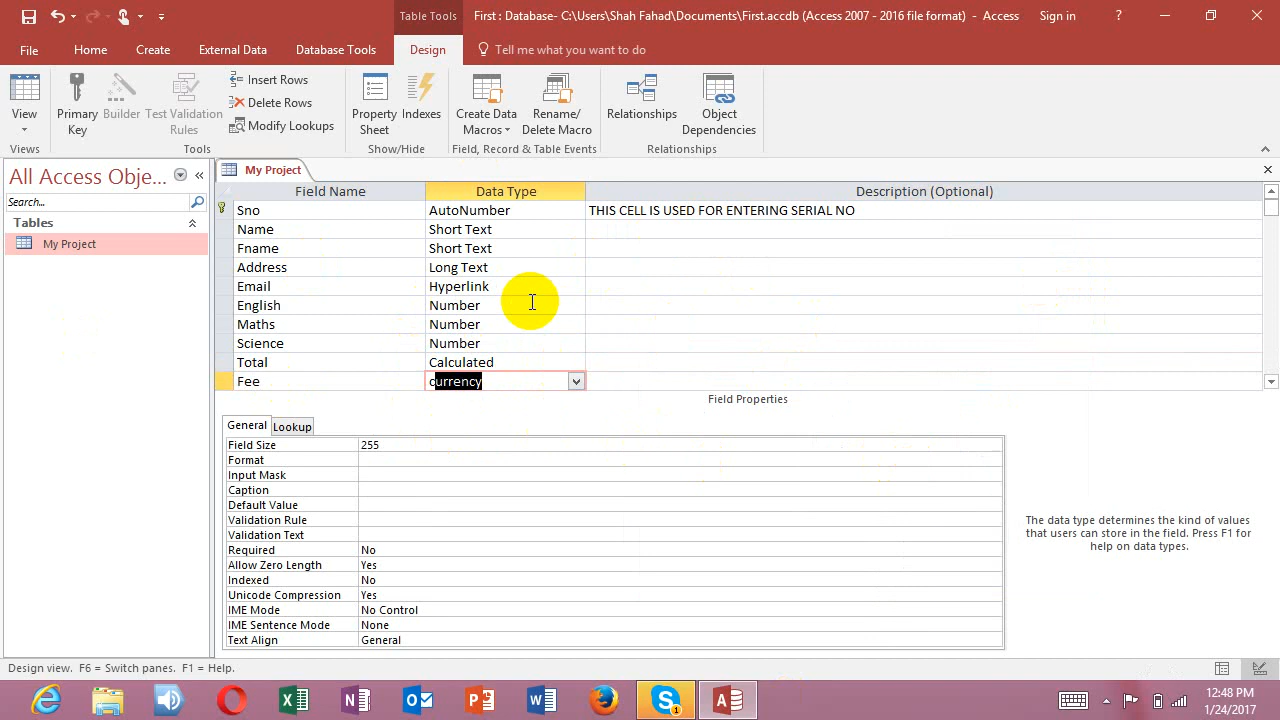 Table Tools
First : Database- C:\Users\Shah Fahad\Documents\First.accdb (Access 2007 - 2016 file format) - Access
Sign in
?
File
Home
Create
External Data
Database Tools
Design
Tell me what you want to do
View
Primary Key
Builder
Test Validation Rules
Insert Rows
Delete Rows
Modify Lookups
Property Sheet
Indexes
Create Data Macros
Rename/ Delete Macro
Relationships
Object Dependencies
Views
Tools
Show/Hide
Field, Record & Table Events
Relationships
All Access Obje...
Search...
Tables
My Project
My Project
Field Name Data Type Description (Optional)
Sno AutoNumber THIS CELL IS USED FOR ENTERING SERIAL NO
Name Short Text
Fname Short Text
Address Long Text
Email Hyperlink
English Number
Maths Number
Science Number
Total Calculated
Fee currency
Field Properties
General Lookup
Field Size 255
Format
Input Mask
Caption
Default Value
Validation Rule
Validation Text
Required No
Allow Zero Length Yes
Indexed No
Unicode Compression Yes
IME Mode No Control
IME Sentence Mode None
Text Align General
The data type determines the kind of values
that users can store in the field. Press F1 for
help on data types.
Design view. F6 = Switch panes. F1 = Help.
12:48 PM
1/24/2017